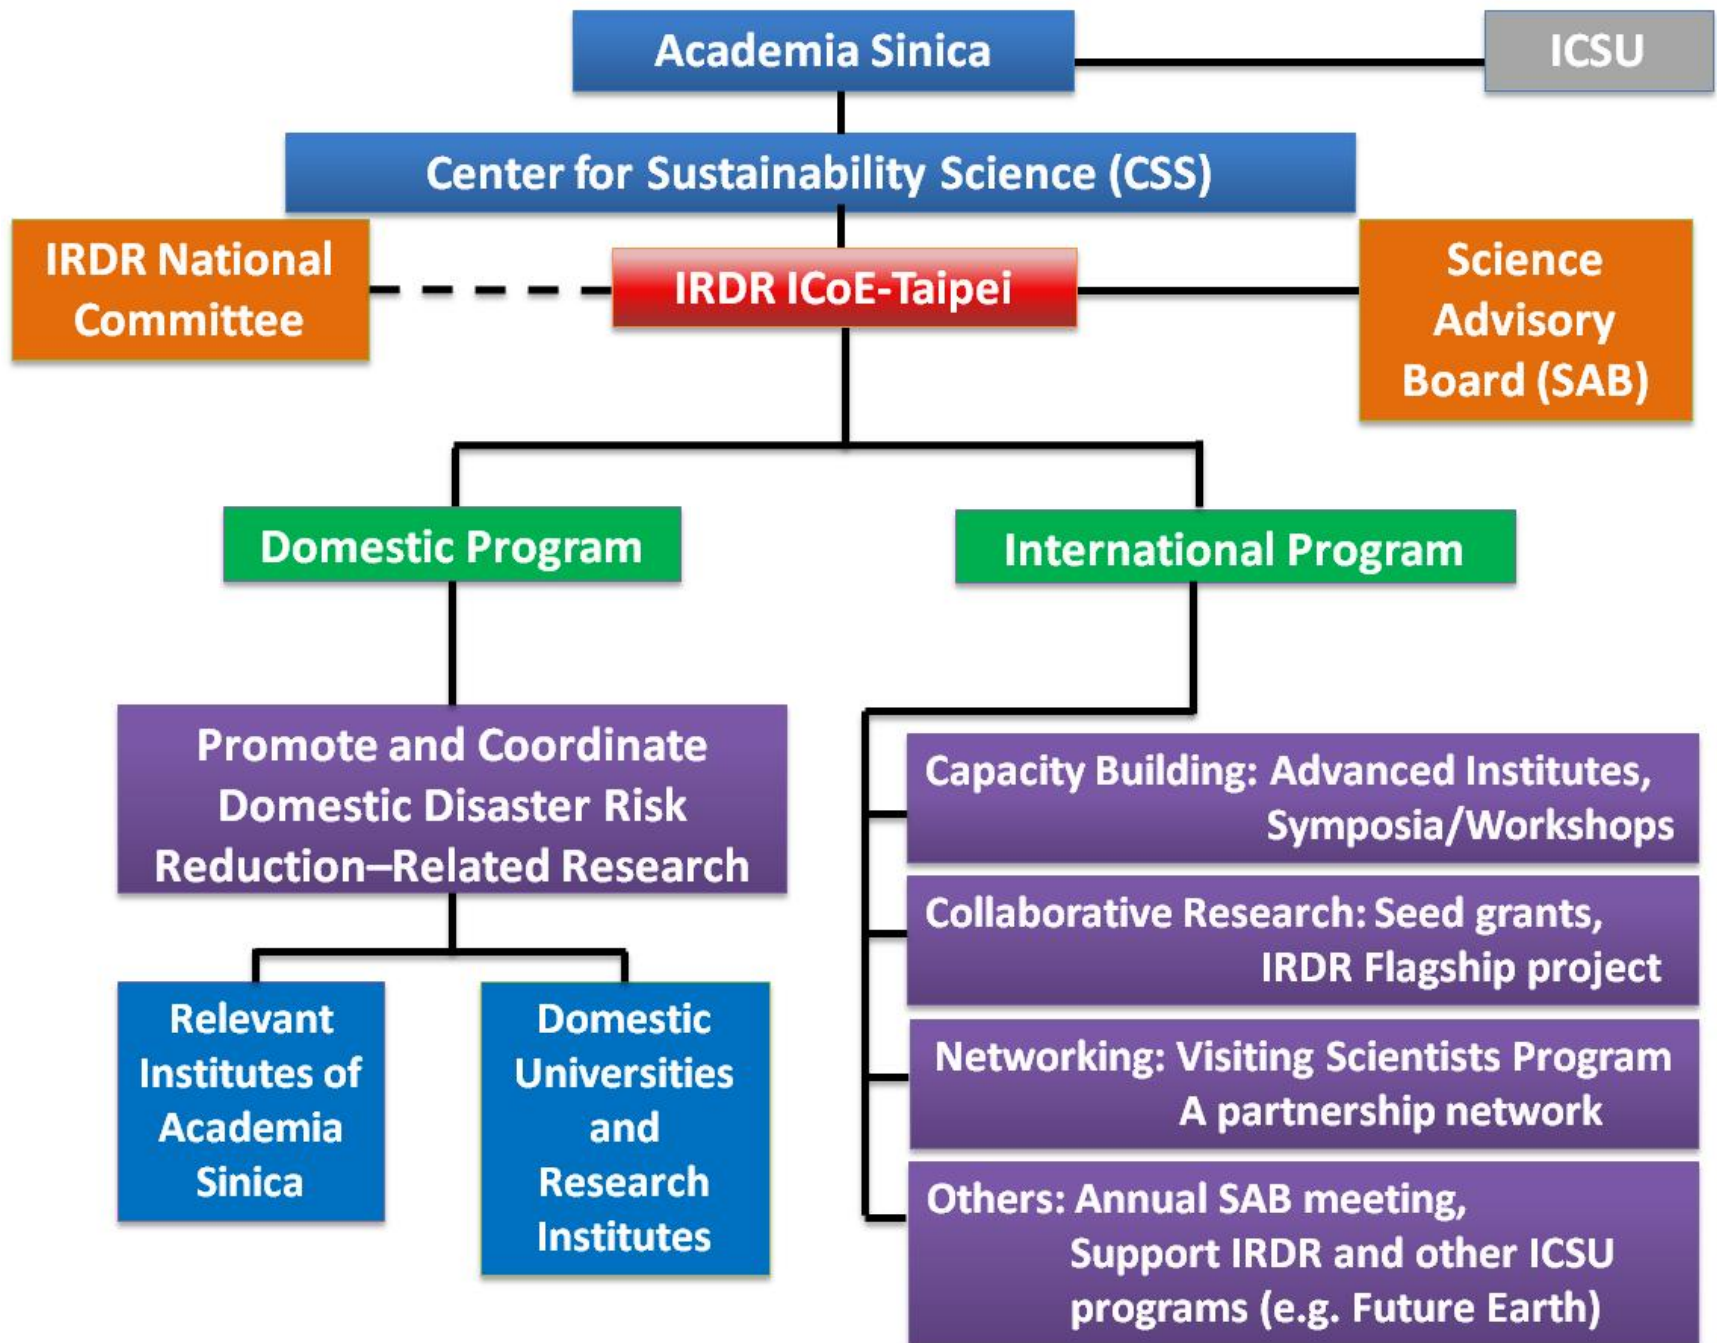 Academia Sinica
ICSU
Center for Sustainability Science (CSS)
IRDR National
Committee
IRDR ICoE-Taipei
Science
Advisory
Board (SAB)
Domestic Program
International Program
Promote and Coordinate
Domestic Disaster Risk
Reduction–Related Research
Relevant
Institutes of
Academia
Sinica
Domestic
Universities
and
Research
Institutes
Capacity Building: Advanced Institutes,
Symposia/Workshops
Collaborative Research: Seed grants,
IRDR Flagship project
Networking: Visiting Scientists Program
A partnership network
Others: Annual SAB meeting,
Support IRDR and other ICSU
programs (e.g. Future Earth)